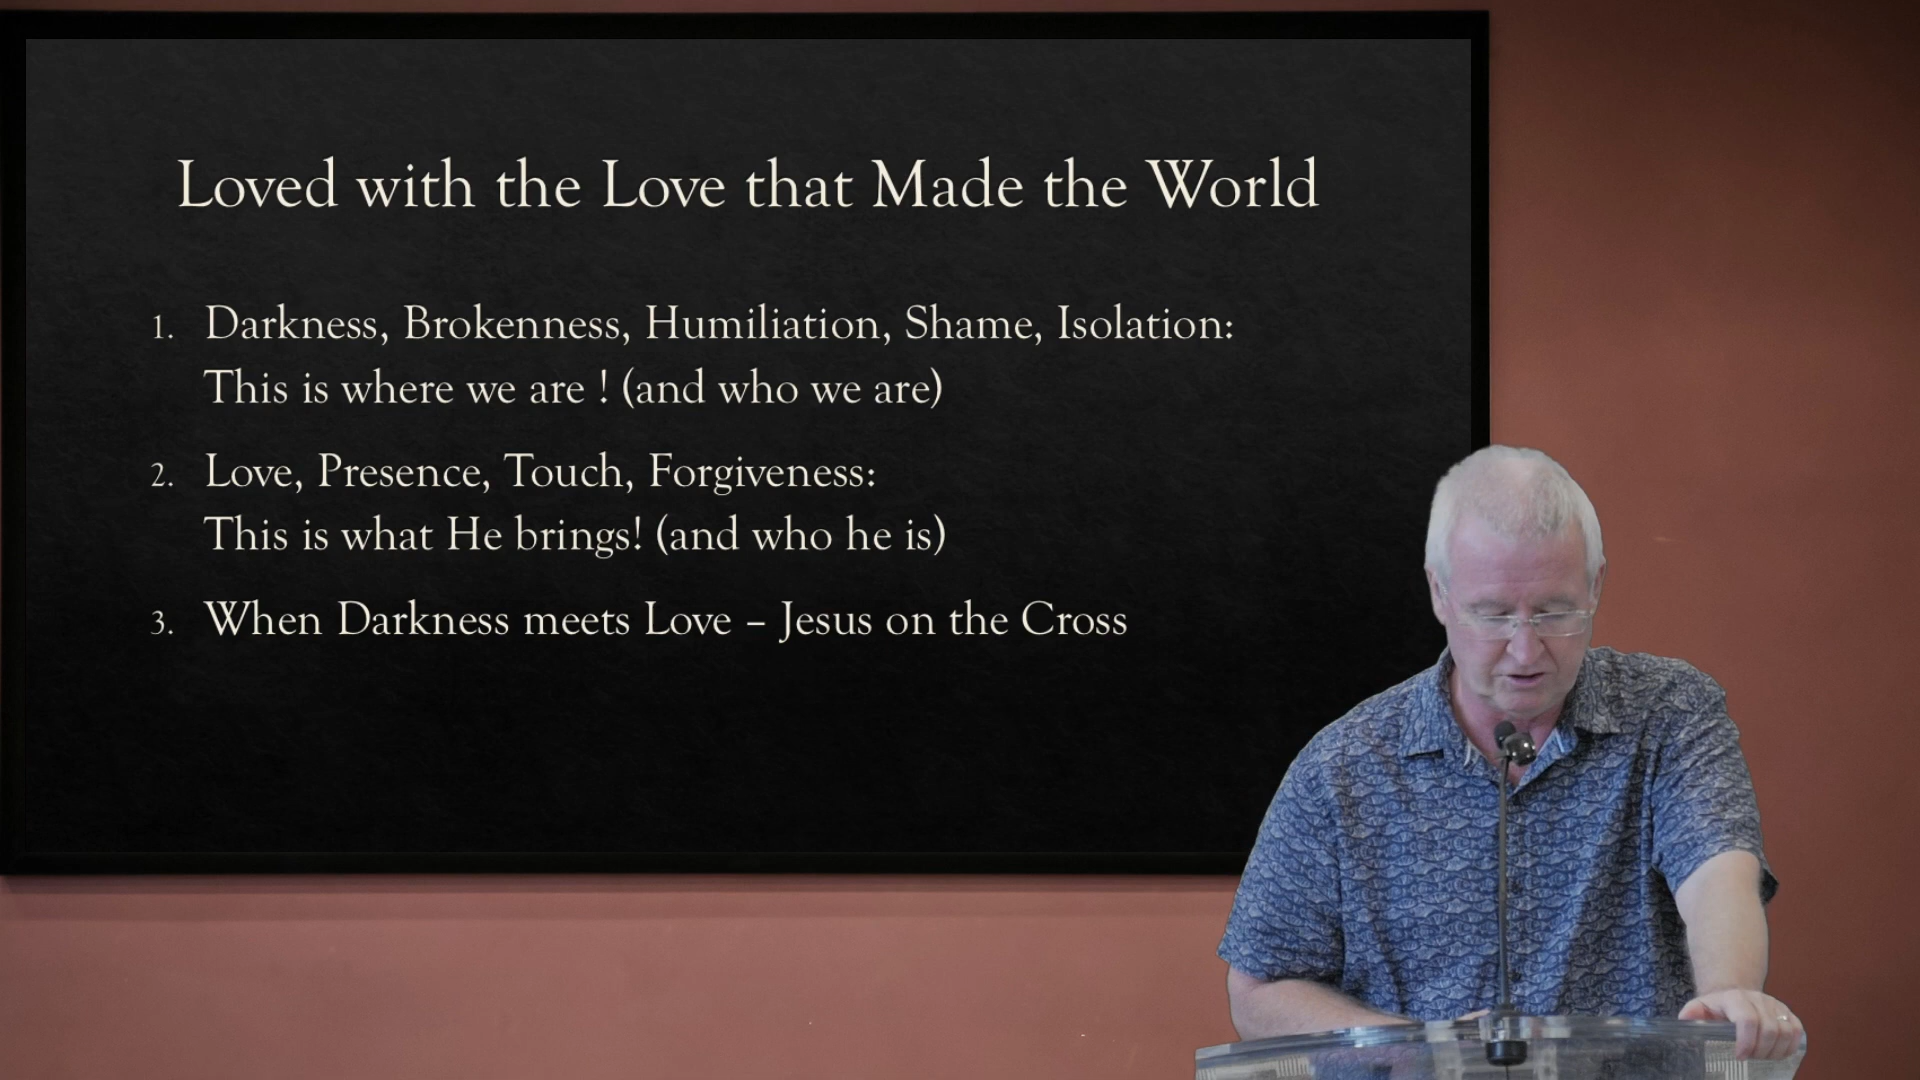 Loved with the Love that Made the World
1. Darkness, Brokenness, Humiliation, Shame, Isolation:
This is where we are ! (and who we are)
2. Love, Presence, Touch, Forgiveness:
This is what He brings! (and who he is)
3. When Darkness meets Love – Jesus on the Cross